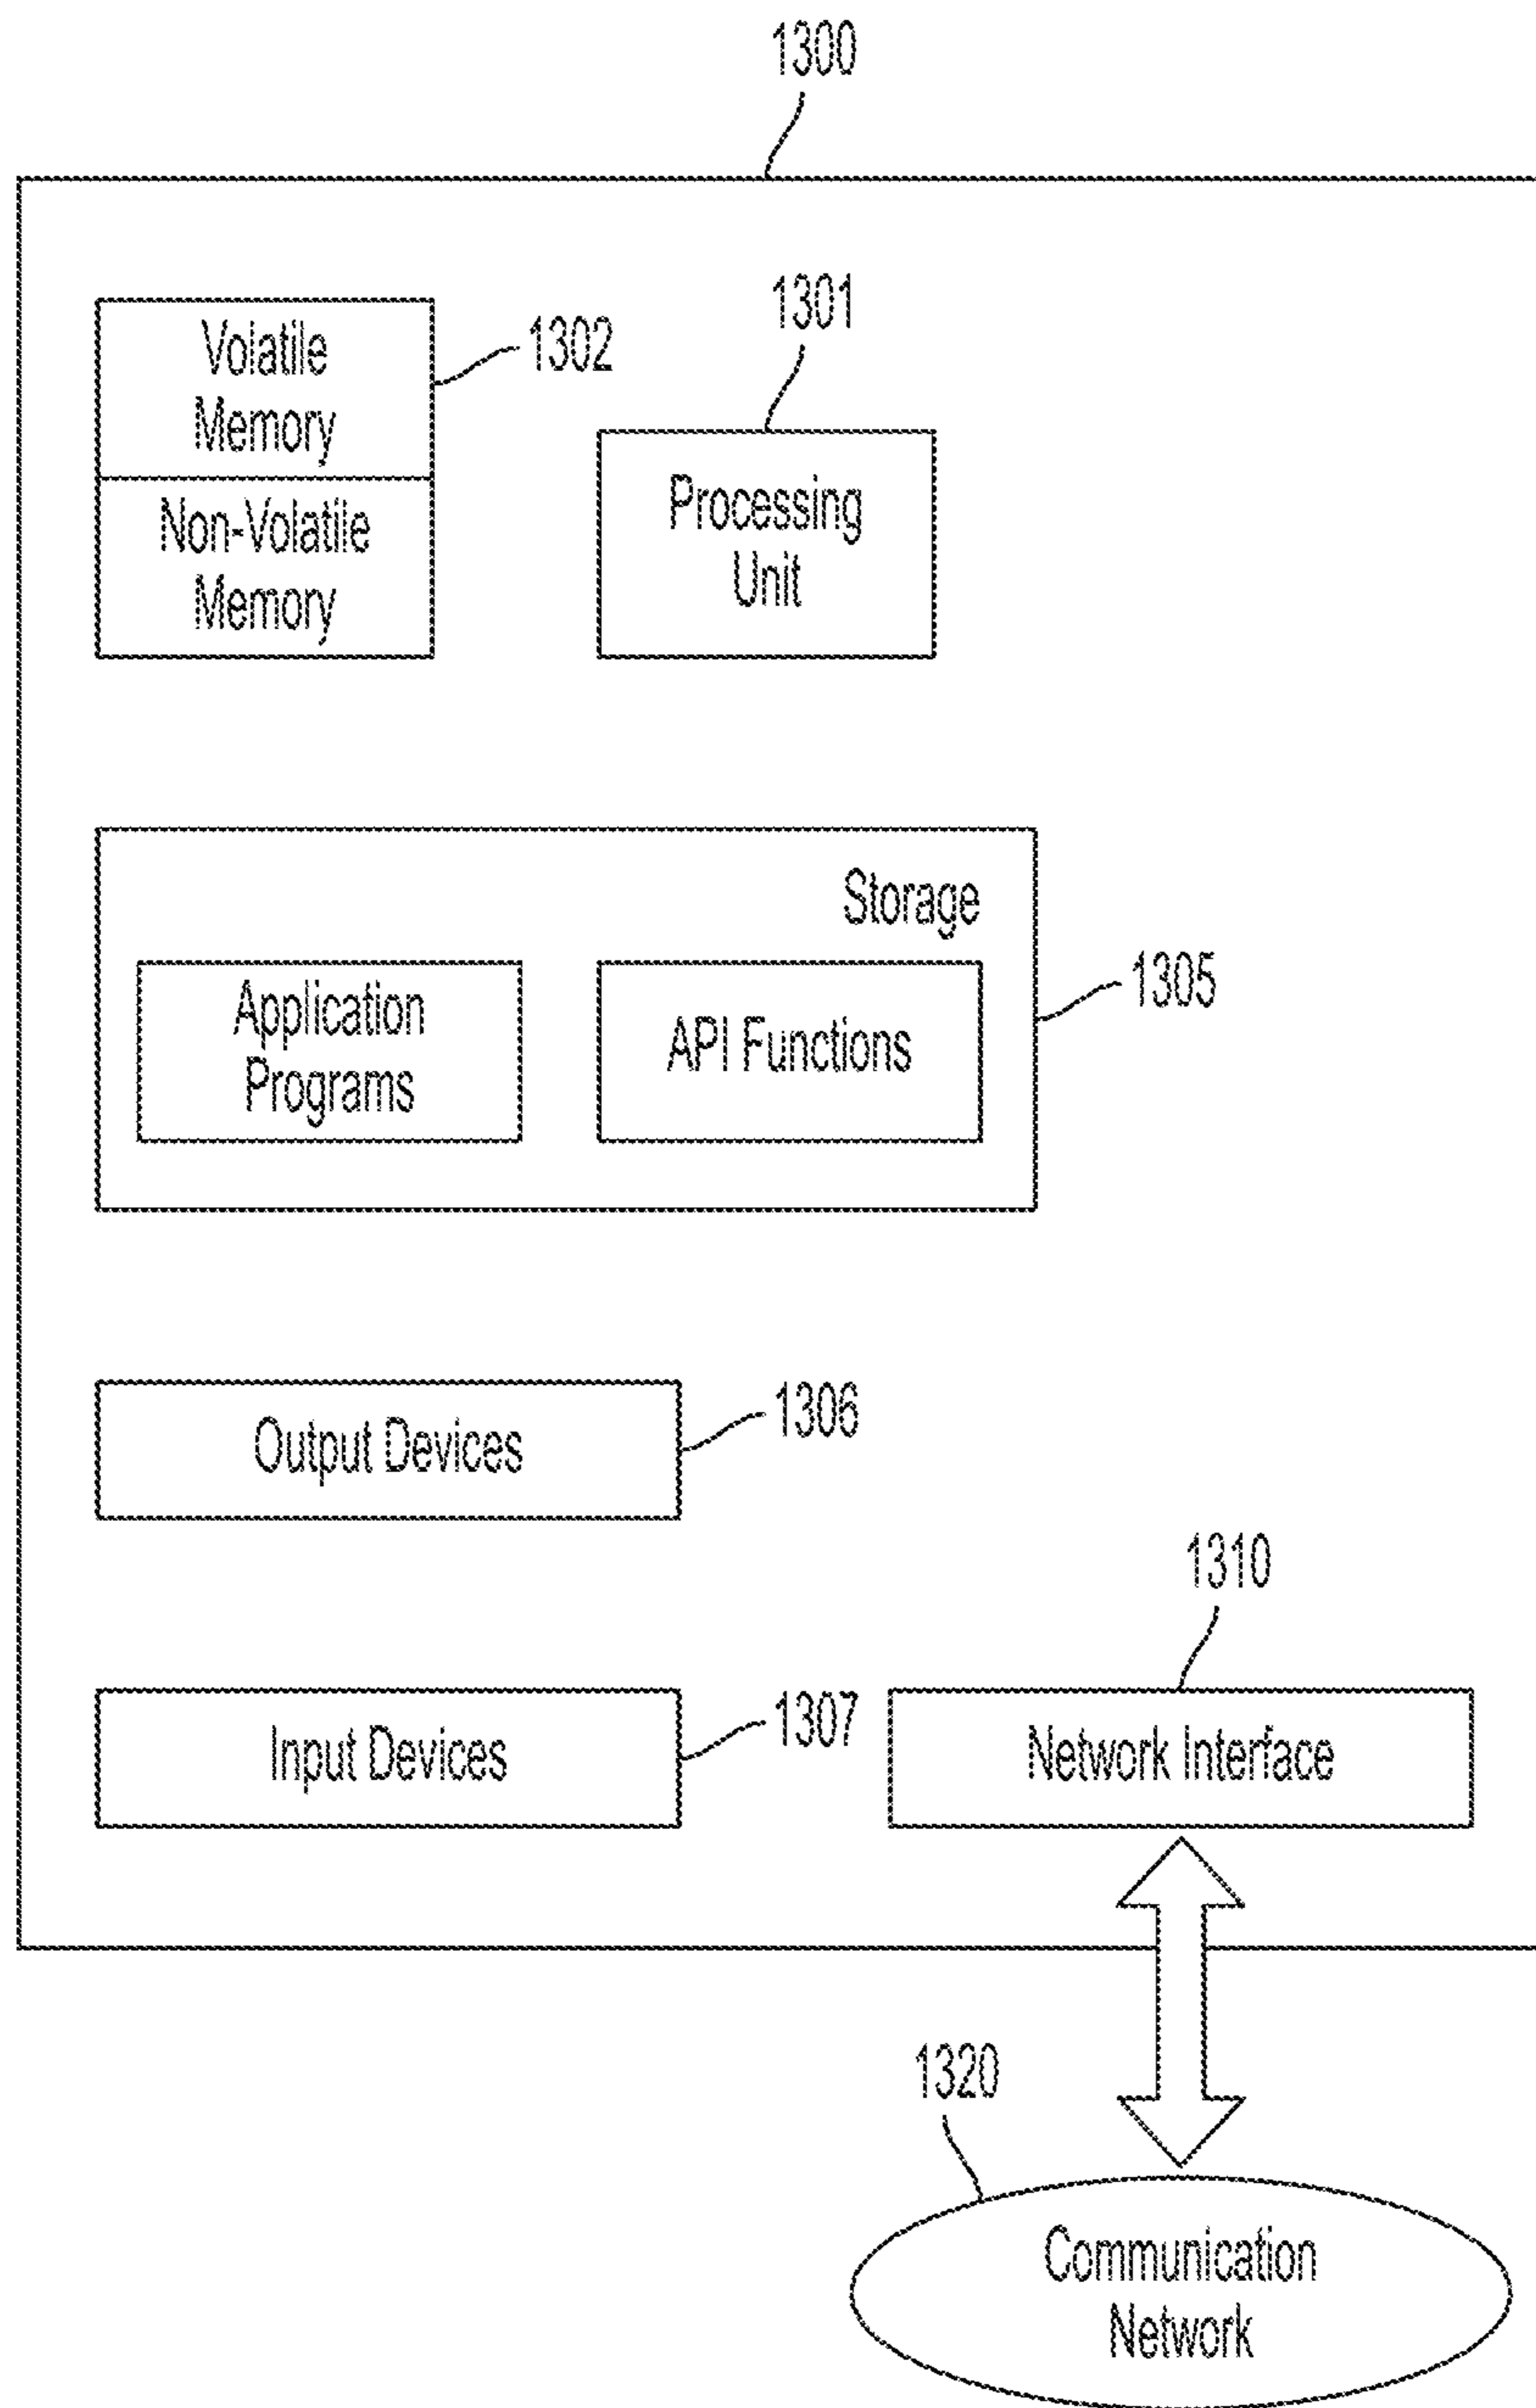 1300
1301
Volatile
Memory
1302
Non-Volatile
Memory
Processing
Unit
Storage
Application
Programs
API Functions
1305
Output Devices
1306
1310
Input Devices
1307
Network Interface
1320
Communication
Network